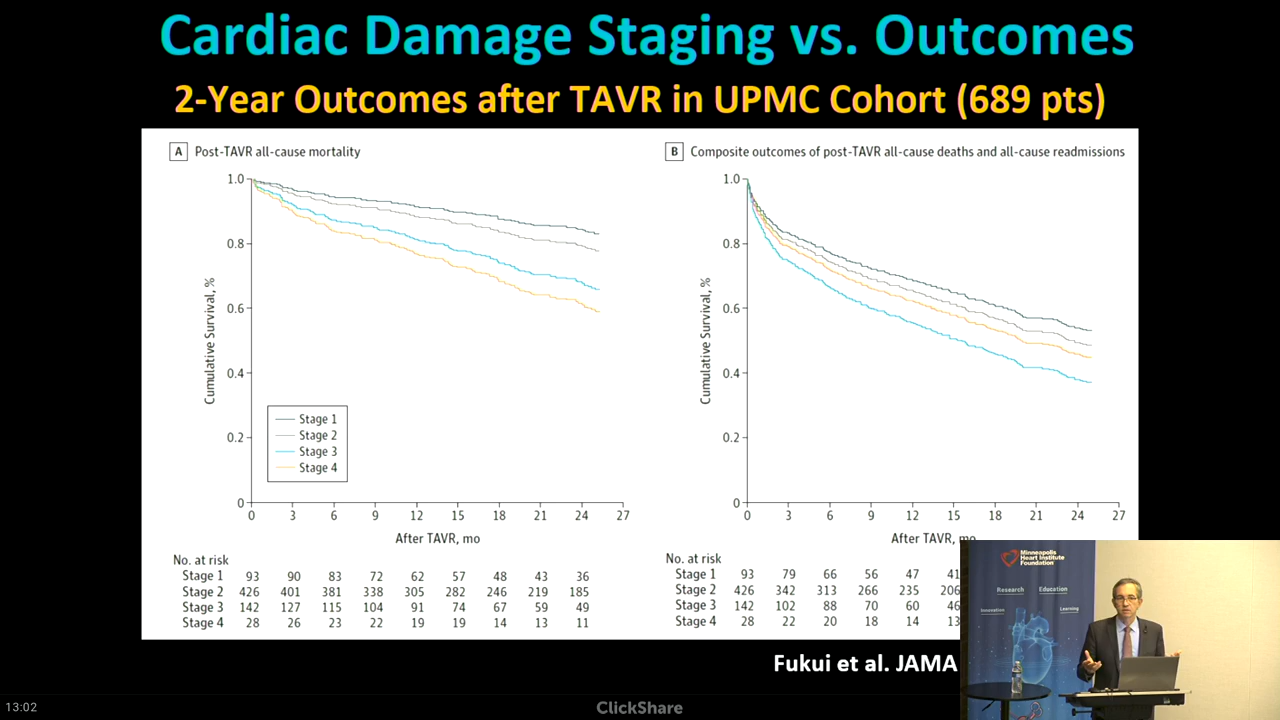 Cardiac Damage Staging vs. Outcomes
2-Year Outcomes after TAVR in UPMC Cohort (689 pts)
A Post-TAVR all-cause mortality
1.0
0.8
0.6
0.4
0.2
0
Cumulative Survival, %
Stage 1
Stage 2
Stage 3
Stage 4
0 3 6 9 12 15 18 21 24 27
After TAVR, mo
No. at risk
Stage 1 93 90 83 72 62 57 48 43 36
Stage 2 426 401 381 338 305 282 246 219 185
Stage 3 142 127 115 104 91 74 67 59 49
Stage 4 28 20 23 22 19 19 14 13 11
B Composite outcomes of post-TAVR all-cause deaths and all-cause readmissions
1.0
0.8
0.6
0.4
0.2
0
Cumulative Survival, %
0 3 6 9 12 15 18 21 24 27
After TAVR, mo
No. at risk
Stage 1 93 79 66 56 47 41
Stage 2 426 342 313 266 235 206
Stage 3 142 102 88 70 60 46
Stage 4 28 22 20 18 14 13
Fukui et al. JAMA
Minneapolis
Heart Institute
Foundation
Research Education
Innovation Learning
13:02
ClickShare